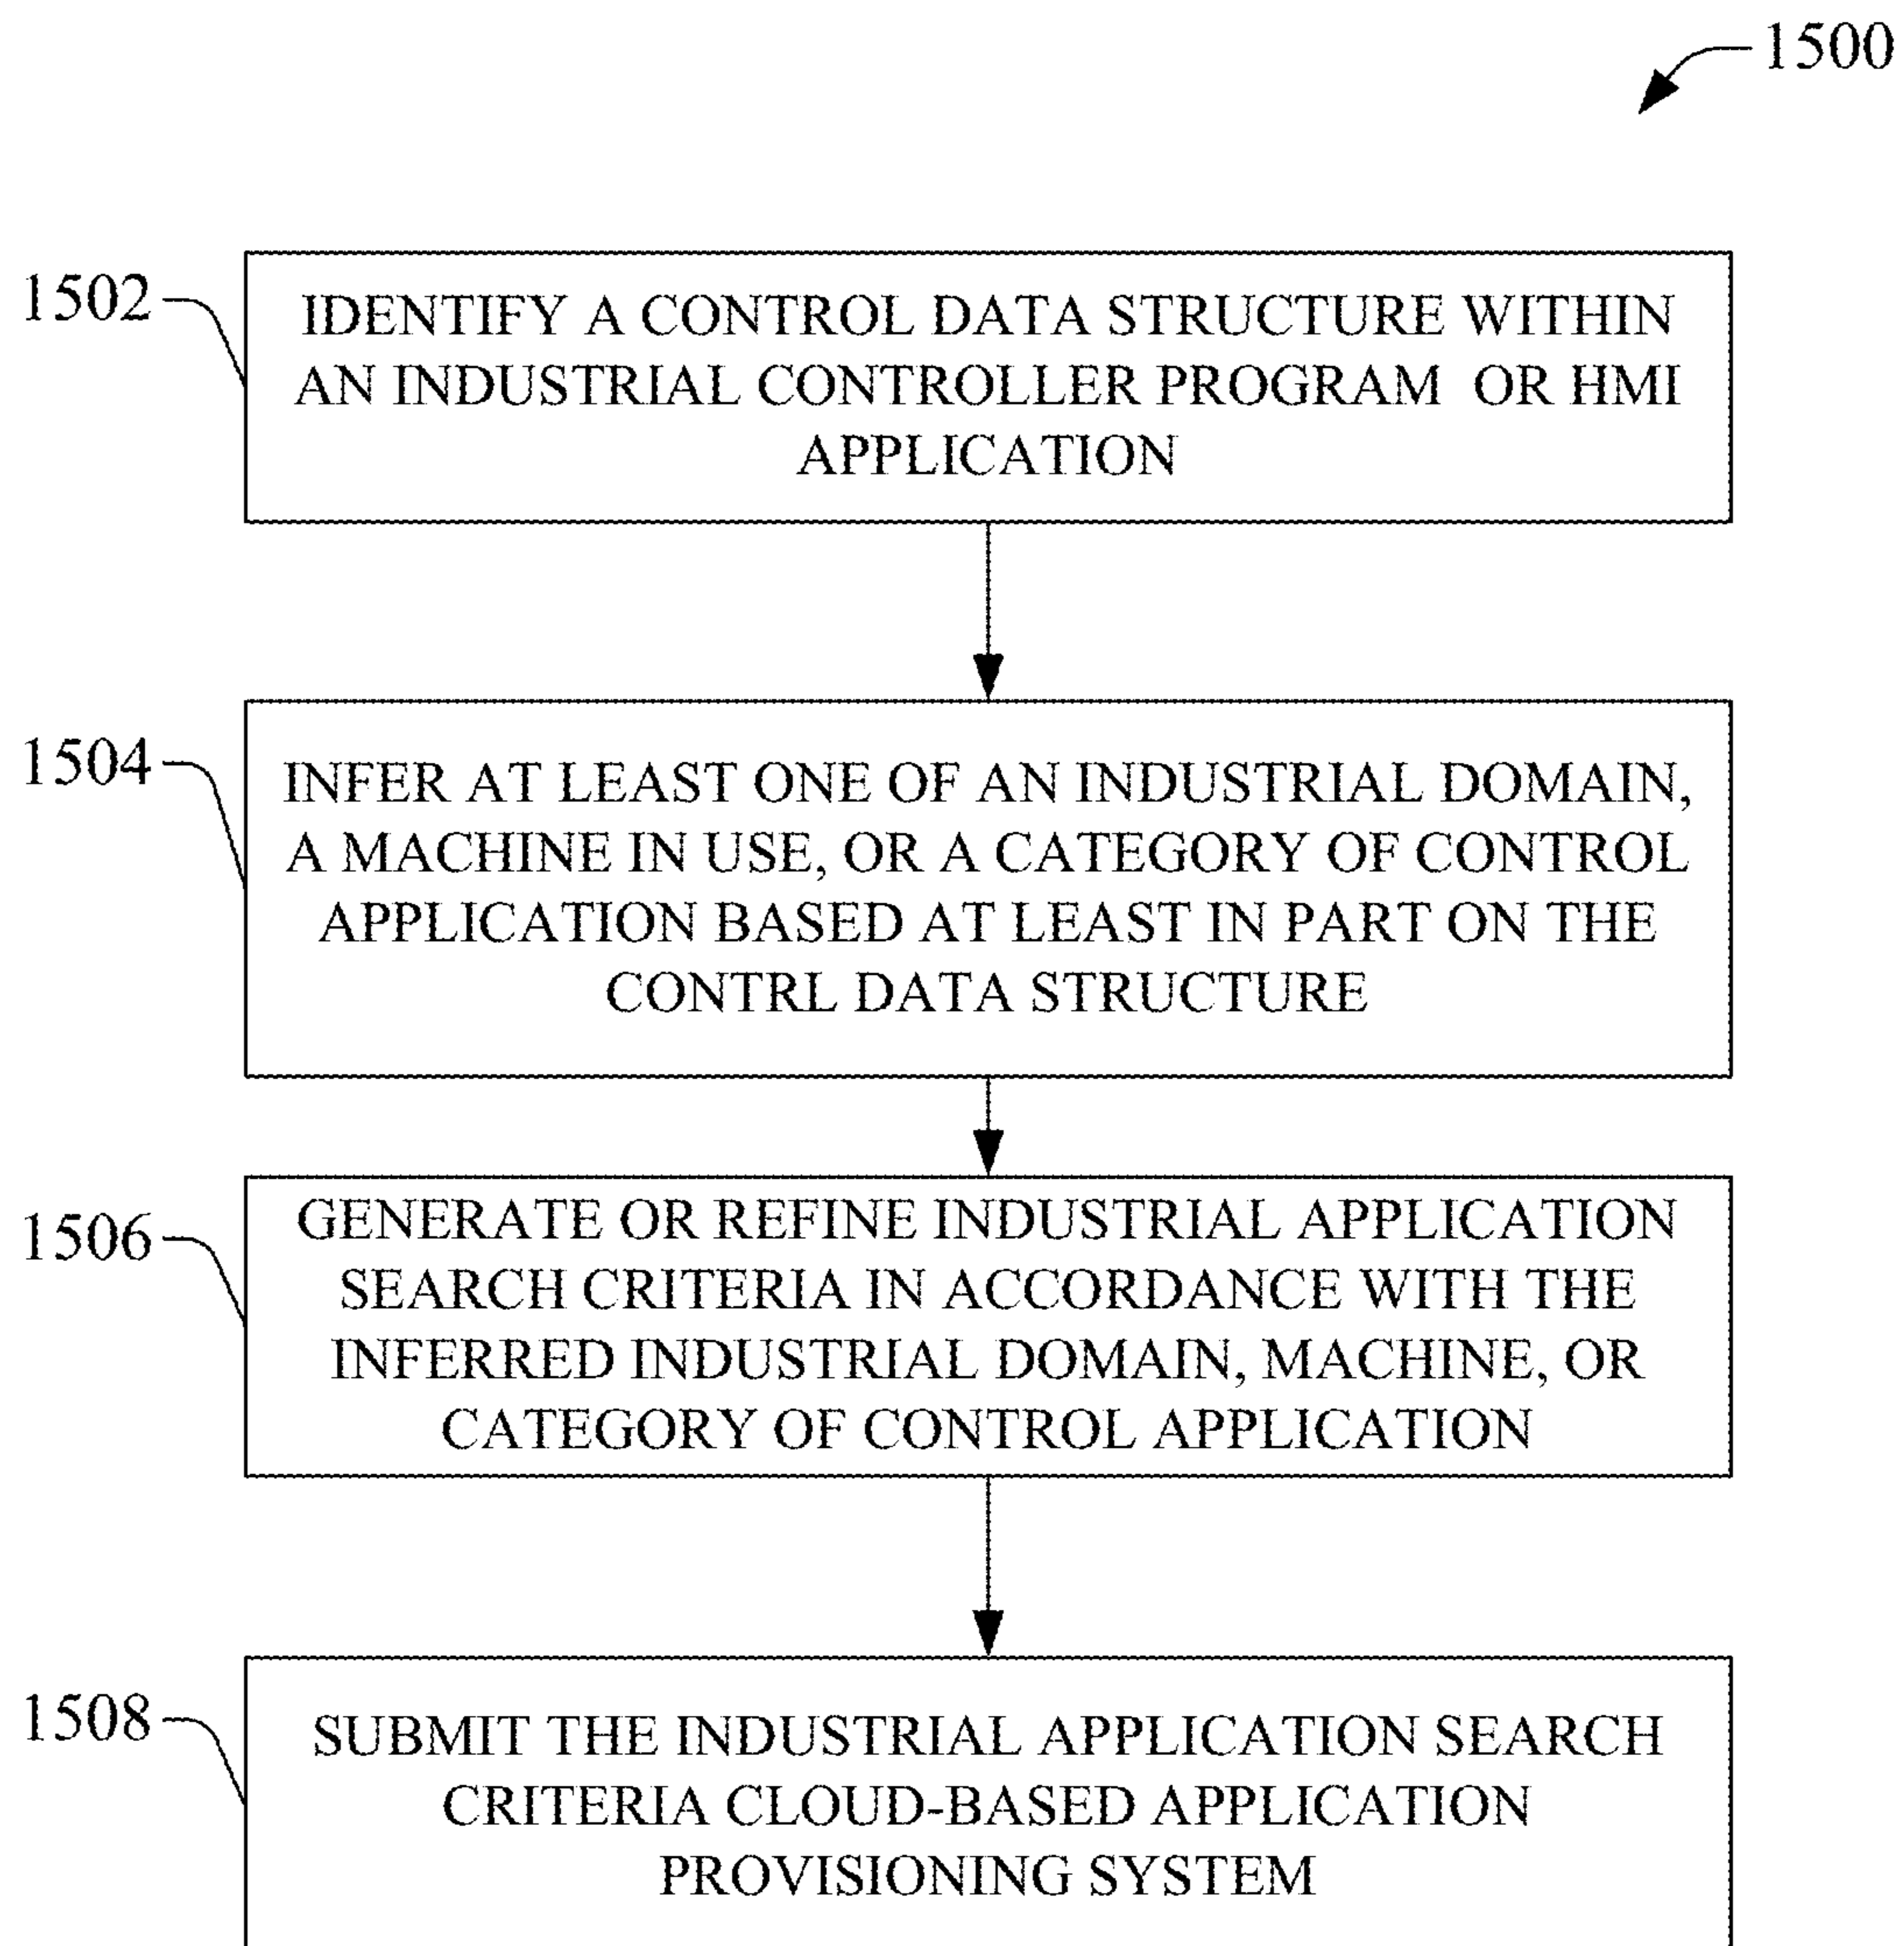 1500
1502
IDENTIFY A CONTROL DATA STRUCTURE WITHIN
AN INDUSTRIAL CONTROLLER PROGRAM OR HMI
APPLICATION
1504
INFER AT LEAST ONE OF AN INDUSTRIAL DOMAIN,
A MACHINE IN USE, OR A CATEGORY OF CONTROL
APPLICATION BASED AT LEAST IN PART ON THE
CONTRL DATA STRUCTURE
1506
GENERATE OR REFINE INDUSTRIAL APPLICATION
SEARCH CRITERIA IN ACCORDANCE WITH THE
INFERRED INDUSTRIAL DOMAIN, MACHINE, OR
CATEGORY OF CONTROL APPLICATION
1508
SUBMIT THE INDUSTRIAL APPLICATION SEARCH
CRITERIA CLOUD-BASED APPLICATION
PROVISIONING SYSTEM